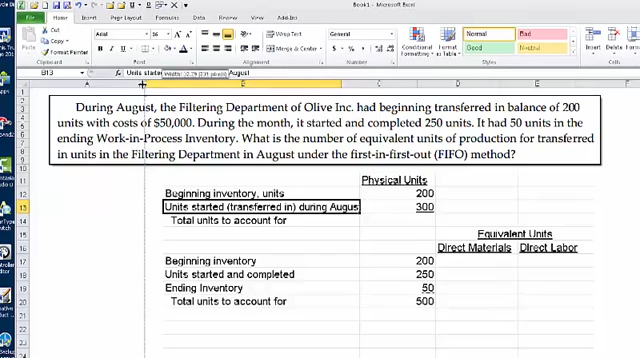 Book1 - Microsoft Excel
File Home Insert Page Layout Formulas Data Review View Add-Ins
Cut
Copy
Format Painter
Clipboard
Arial
Font
Wrap Text
Merge & Center
Alignment
General
Number
Conditional Formatting
Format as Table
Normal Bad
Good Neutral
Styles
Insert Delete
Cells
B13
August
A
During August, the Filtering Department of Olive Inc. had beginning transferred in balance of 200
units with costs of $50,000. During the month, it started and completed 250 units. It had 50 units in the
ending Work-in-Process Inventory. What is the number of equivalent units of production for transferred
in units in the Filtering Department in August under the first-in-first-out (FIFO) method?
Physical Units
Beginning inventory, units 200
Units started (transferred in) during Augus 300
Total units to account for
Equivalent Units
Direct Materials Direct Labor
Beginning inventory 200
Units started and completed 250
Ending Inventory 50
Total units to account for 500